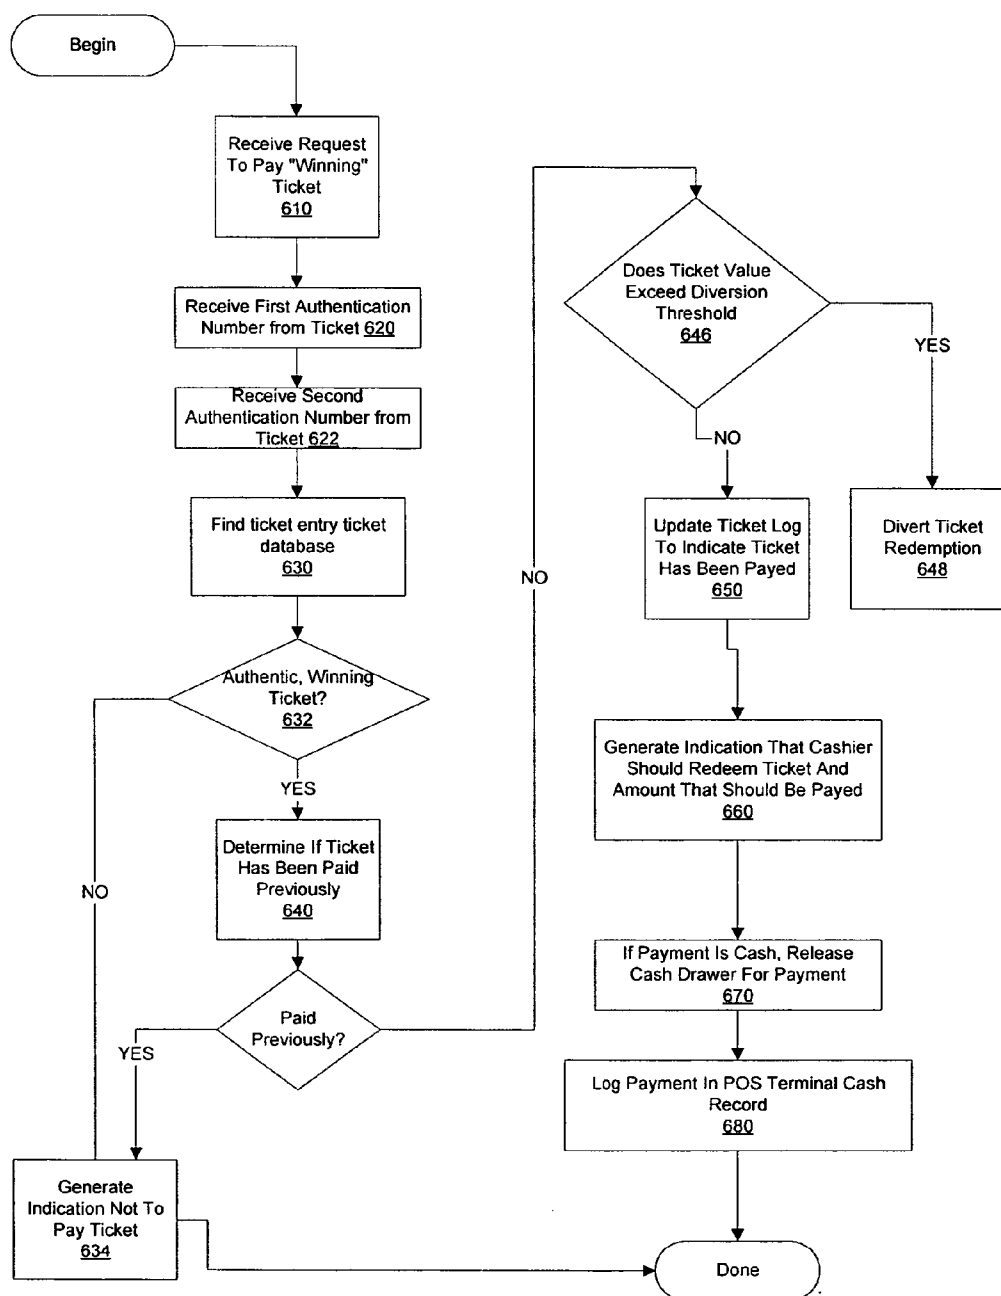 Begin
Receive Request
To Pay "Winning"
Ticket
610
Receive First Authentication
Number from Ticket 620
Receive Second
Authentication Number from
Ticket 622
Find ticket entry ticket
database
630
Authentic, Winning
Ticket?
632
YES
NO
Determine If Ticket
Has Been Paid
Previously
640
Paid
Previously?
YES
NO
Generate
Indication Not To
Pay Ticket
634
Does Ticket Value
Exceed Diversion
Threshold
646
YES
NO
Divert Ticket
Redemption
648
Update Ticket Log
To Indicate Ticket
Has Been Payed
650
Generate Indication That Cashier
Should Redeem Ticket And
Amount That Should Be Payed
660
If Payment Is Cash, Release
Cash Drawer For Payment
670
Log Payment In POS Terminal Cash
Record
680
Done